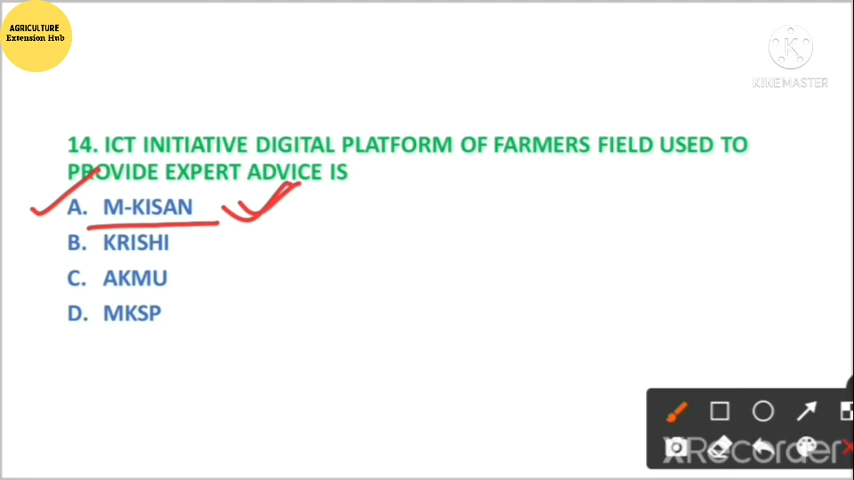 AGRICULTURE
Extension Hub
K
KINEMASTER
14. ICT INITIATIVE DIGITAL PLATFORM OF FARMERS FIELD USED TO
PROVIDE EXPERT ADVICE IS
A. M-KISAN
B. KRISHI
C. AKMU
D. MKSP
XRecorder